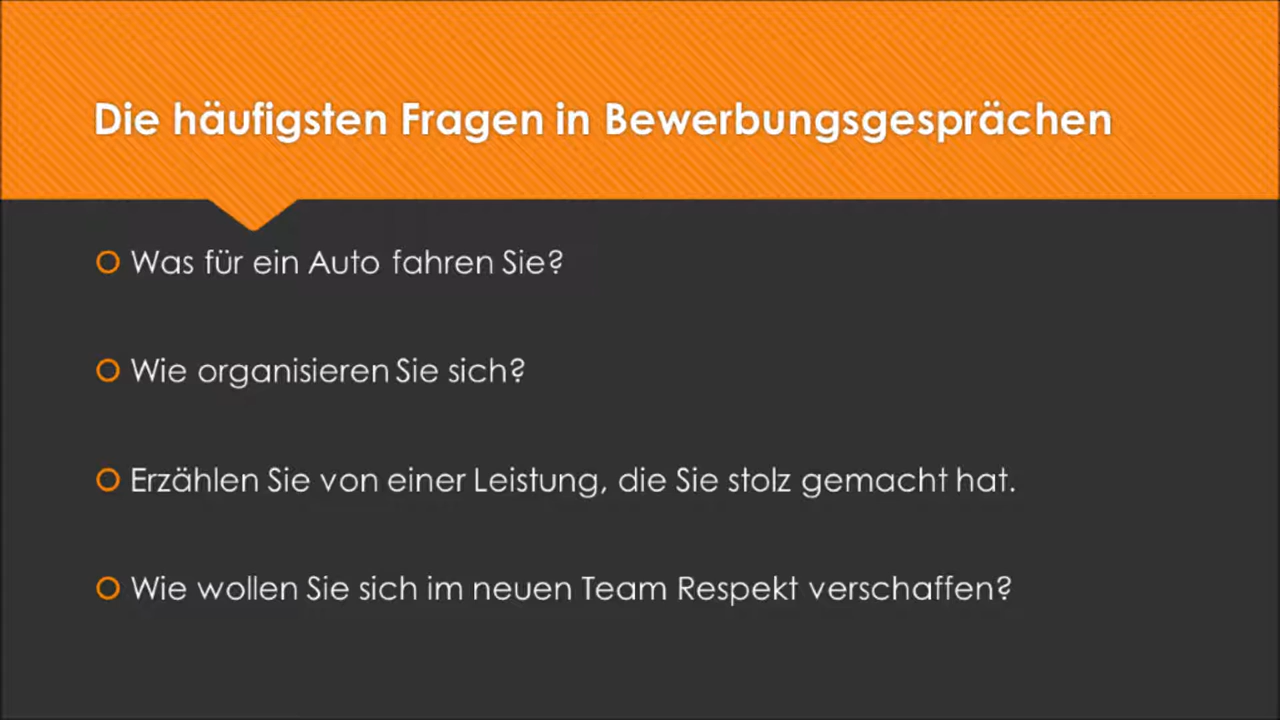 Die häufigsten Fragen in Bewerbungsgesprächen
Was für ein Auto fahren Sie?
Wie organisieren Sie sich?
Erzählen Sie von einer Leistung, die Sie stolz gemacht hat.
Wie wollen Sie sich im neuen Team Respekt verschaffen?